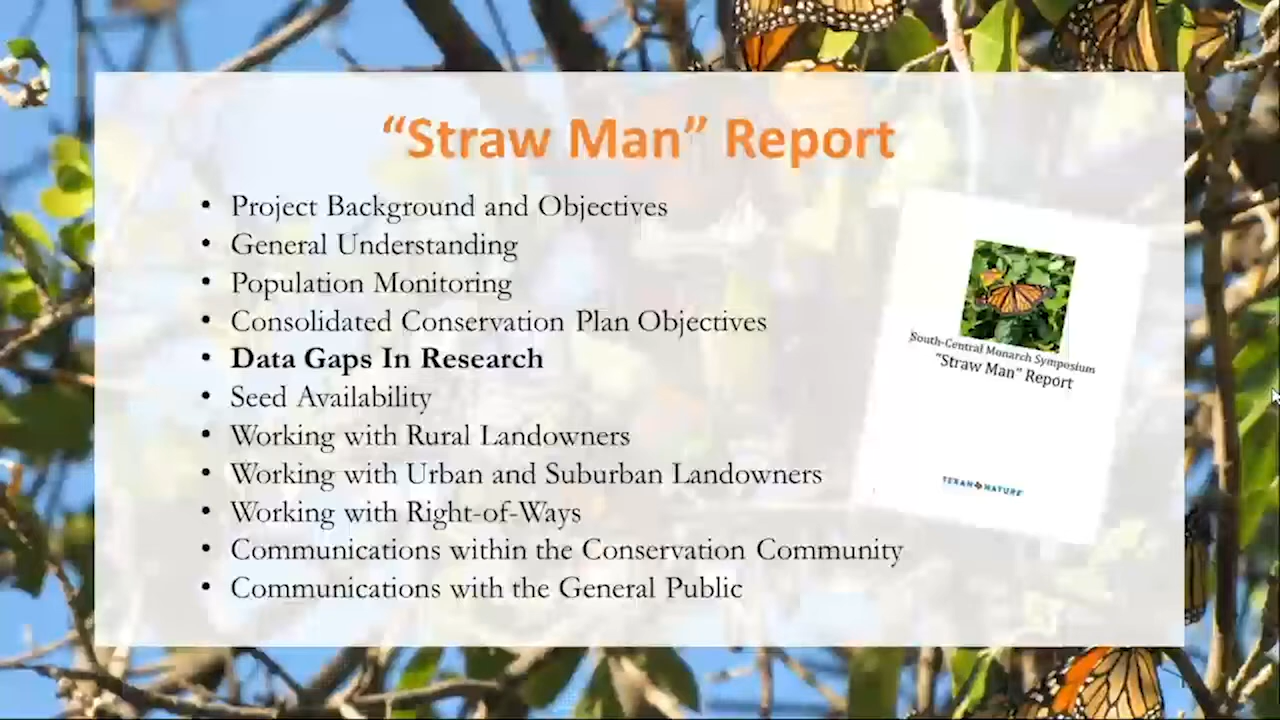 “Straw Man” Report
• Project Background and Objectives
• General Understanding
• Population Monitoring
• Consolidated Conservation Plan Objectives
• Data Gaps In Research
• Seed Availability
• Working with Rural Landowners
• Working with Urban and Suburban Landowners
• Working with Right-of-Ways
• Communications within the Conservation Community
• Communications with the General Public
South-Central Monarch Symposium
“Straw Man” Report
TEXAN NATURE